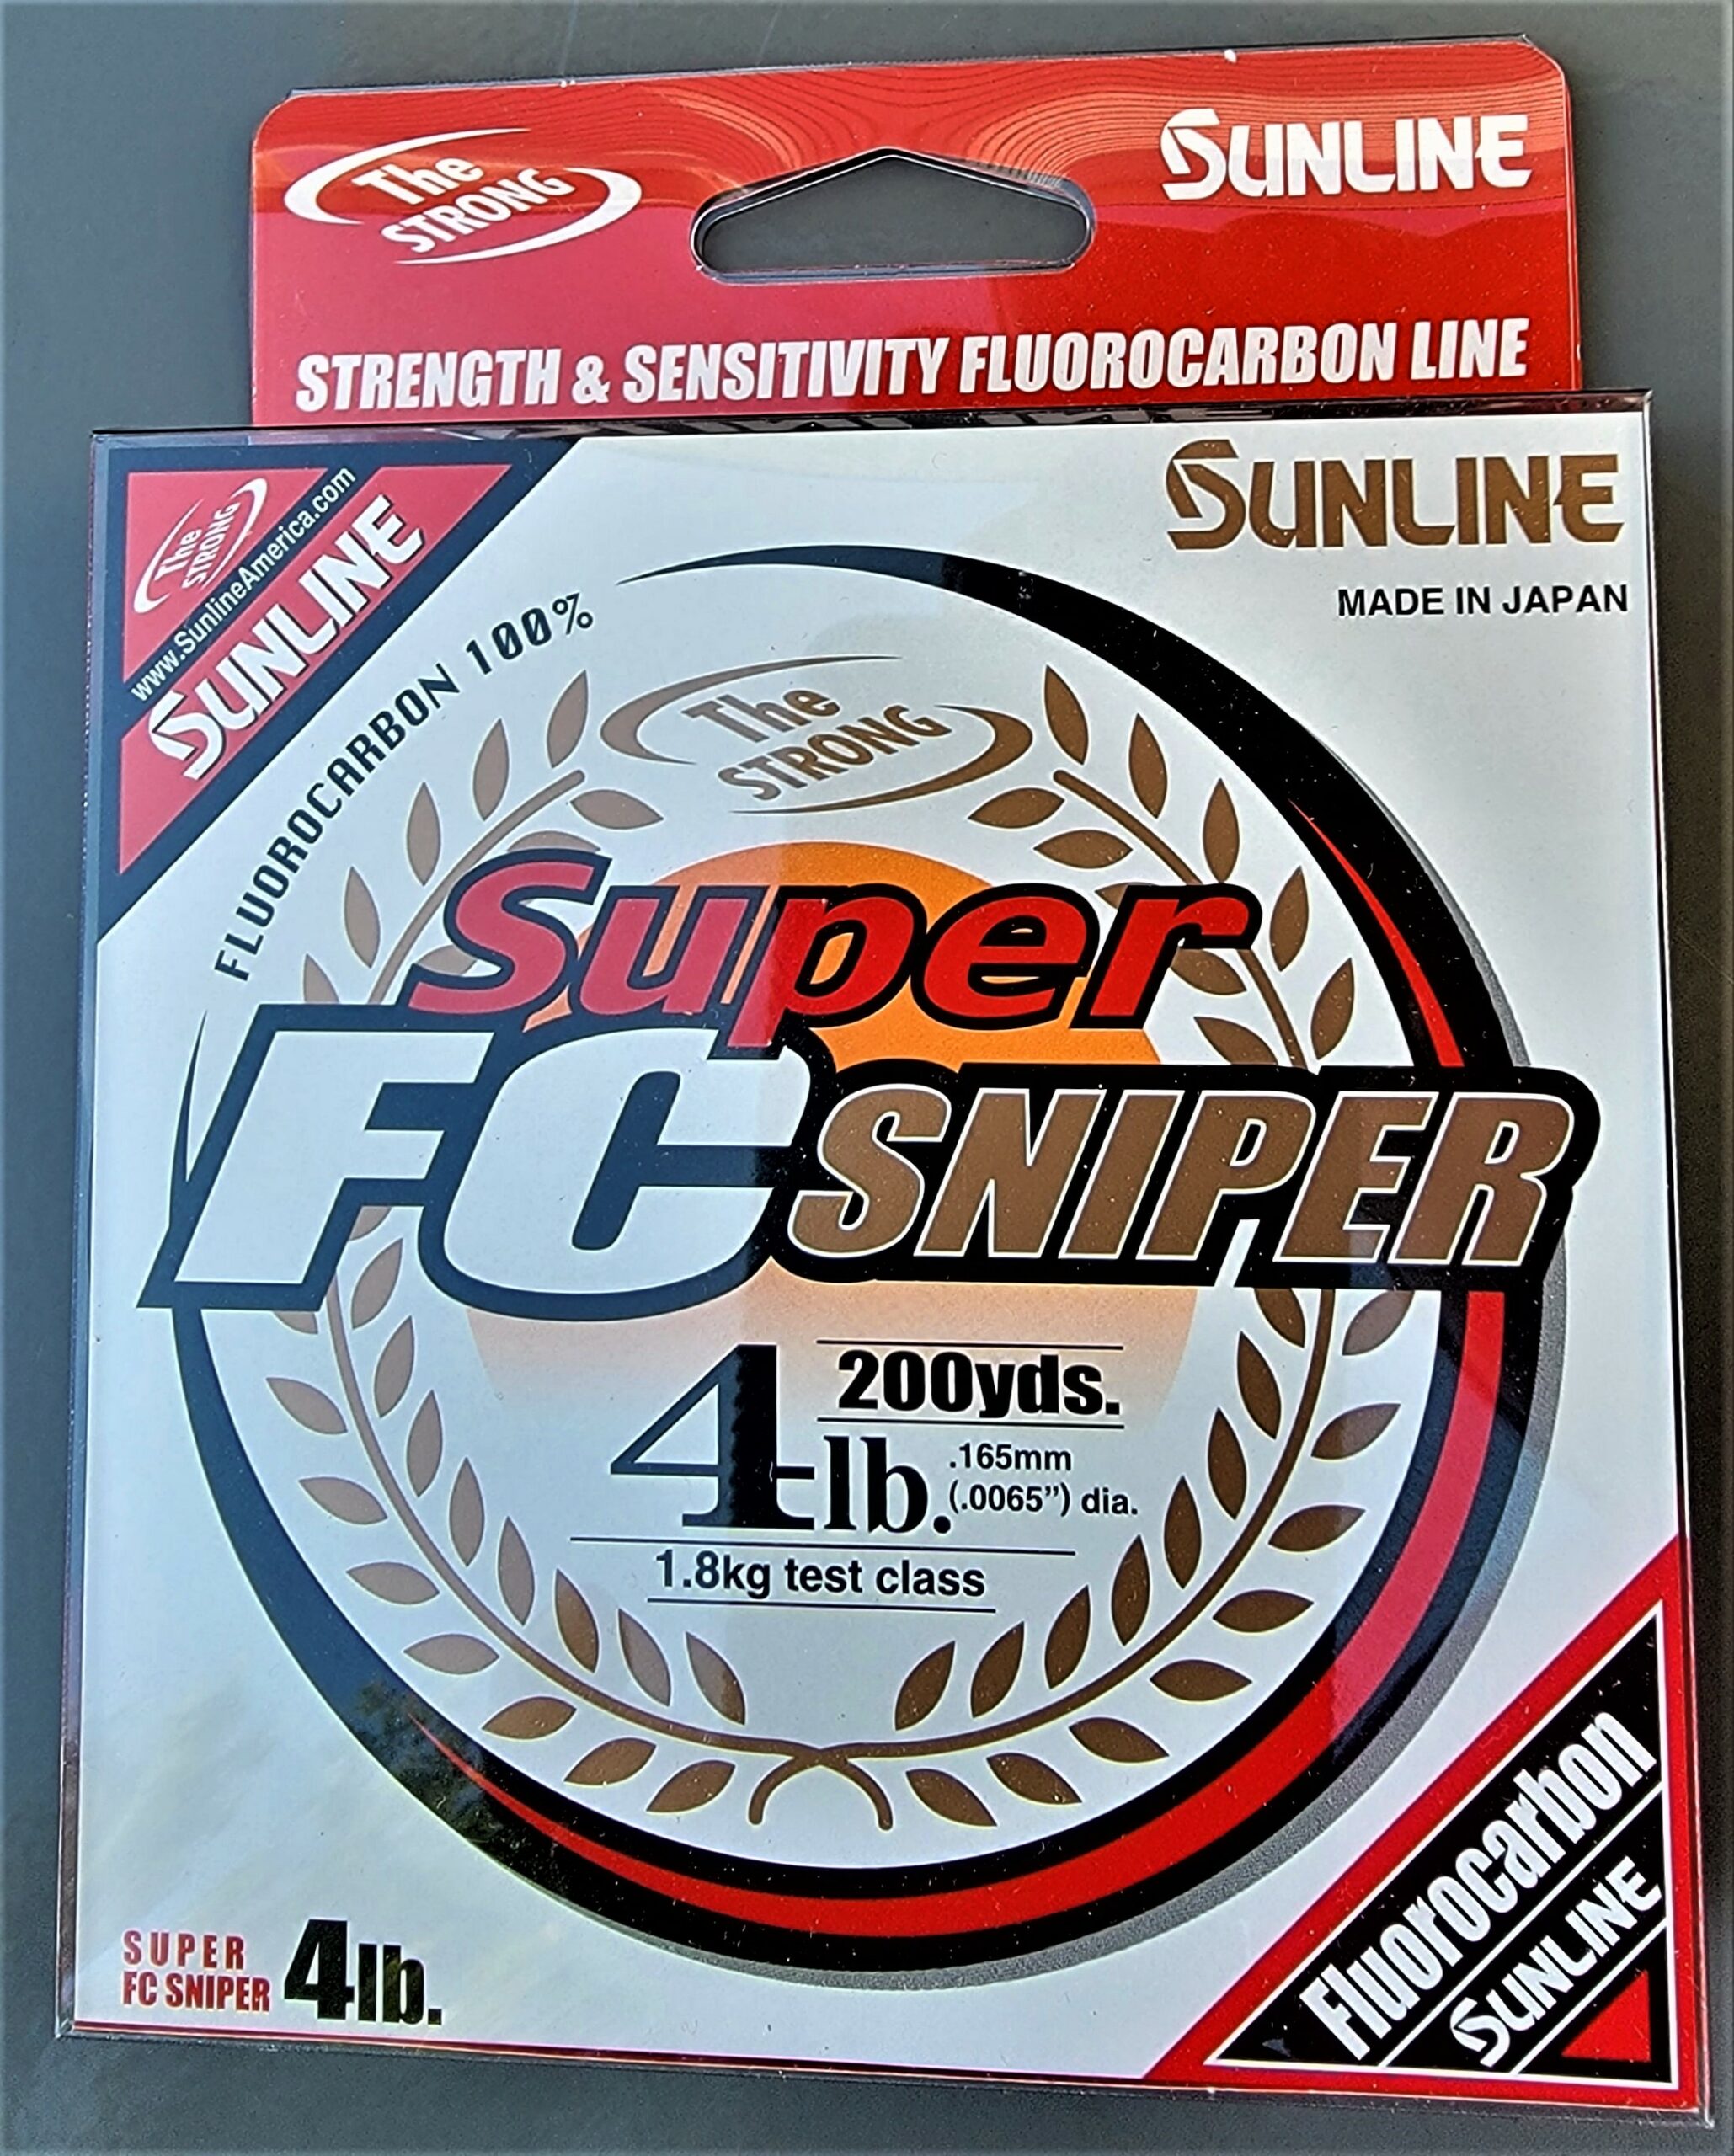 The
STRONG
SUNLINE
STRENGTH & SENSITIVITY FLUOROCARBON LINE
The
STRONG
www.SunlineAmerica.com
SUNLINE
SUNLINE
MADE IN JAPAN
FLUOROCARBON 100%
The
STRONG
Super
FC SNIPER
200yds.
4lb.
.165mm
(.0065”) dia.
1.8kg test class
SUPER
FC SNIPER
4lb.
Fluorocarbon
SUNLINE